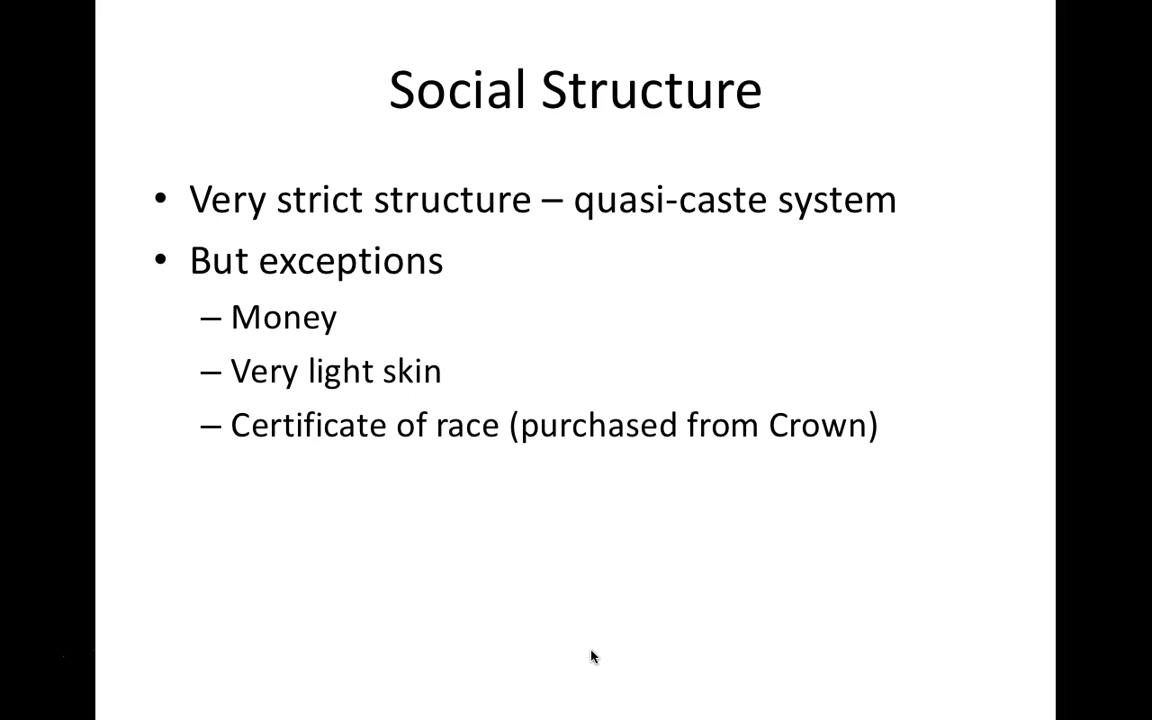 Social Structure
• Very strict structure – quasi-caste system
• But exceptions
– Money
– Very light skin
– Certificate of race (purchased from Crown)